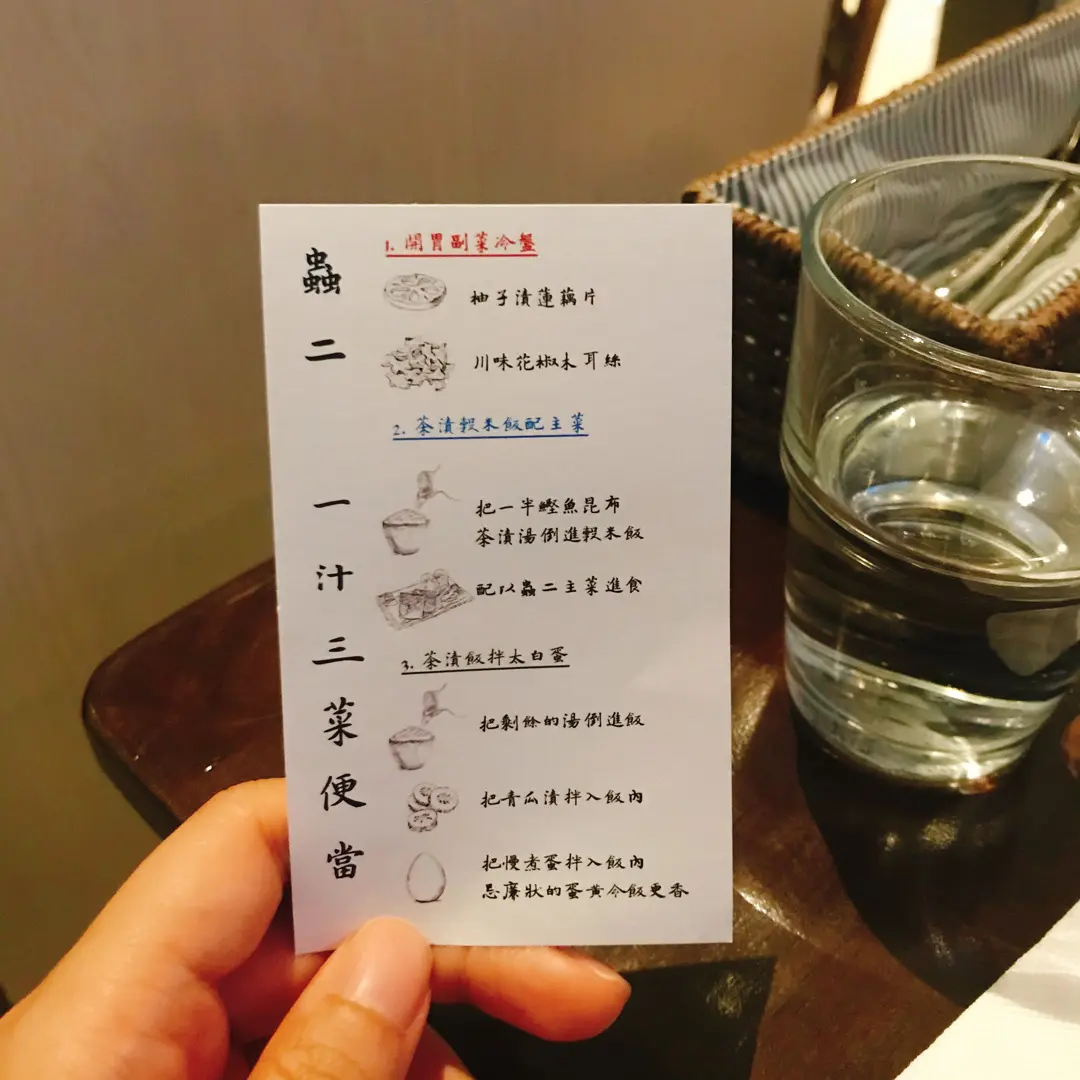 蟲二 一汁三菜便當
1. 開胃副菜冷盤
柚子漬蓮藕片
川味花椒木耳絲
2. 茶漬穀米飯配主菜
把一半鰹魚昆布
茶漬湯倒進穀米飯
配以蟲二主菜進食
3. 茶漬飯拌太白蛋
把剩餘的湯倒進飯
把青瓜漬拌入飯內
把慢煮蛋拌入飯內
忌廉狀的蛋黃令飯更香